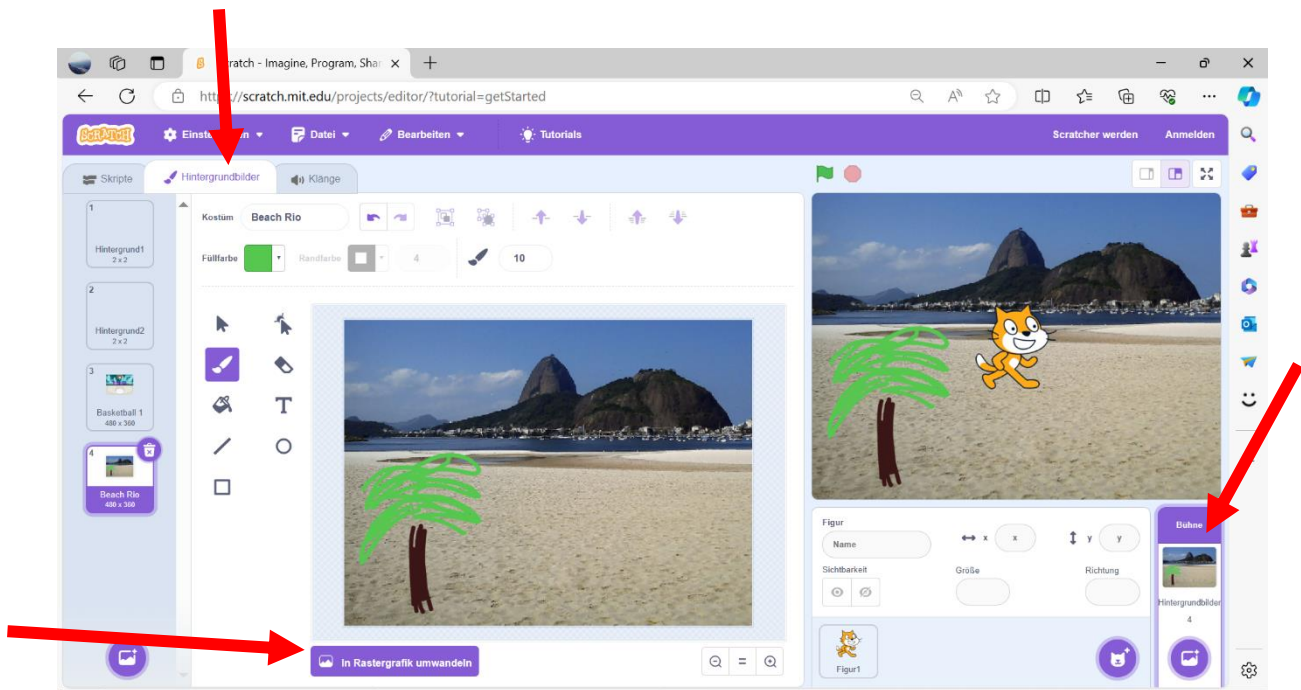 Scratch - Imagine, Program, Shar
https://scratch.mit.edu/projects/editor/?tutorial=getStarted
SCRATCH Einstellungen Datei Bearbeiten Tutorials Scratcher werden Anmelden
Skripte Hintergrundbilder Klänge
1
Hintergrund1
2 x 2
2
Hintergrund2
2 x 2
3
Basketball 1
480 x 360
4
Beach Rio
480 x 360
Kostüm Beach Rio
Füllfarbe Randfarbe 4 10
T
In Rastergrafik umwandeln
=
Figur
Name x x y y
Sichtbarkeit Größe Richtung
Figur1
Bühne
Hintergrundbilder
4